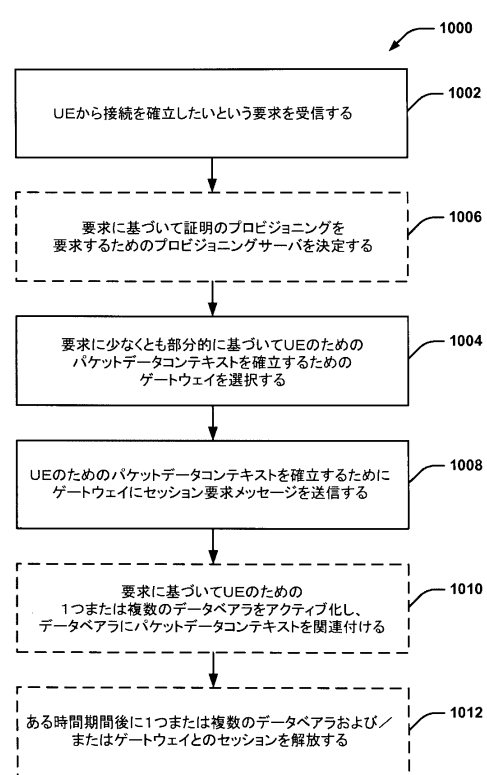 1000
UEから接続を確立したいという要求を受信する
1002
要求に基づいて証明のプロビジョニングを
要求するためのプロビジョニングサーバを決定する
1006
要求に少なくとも部分的に基づいてUEのための
パケットデータコンテキストを確立するための
ゲートウェイを選択する
1004
UEのためのパケットデータコンテキストを確立するために
ゲートウェイにセッション要求メッセージを送信する
1008
要求に基づいてUEのための
1つまたは複数のデータベアラをアクティブ化し、
データベアラにパケットデータコンテキストを関連付ける
1010
ある時間期間後に1つまたは複数のデータベアラおよび／
またはゲートウェイとのセッションを解放する
1012